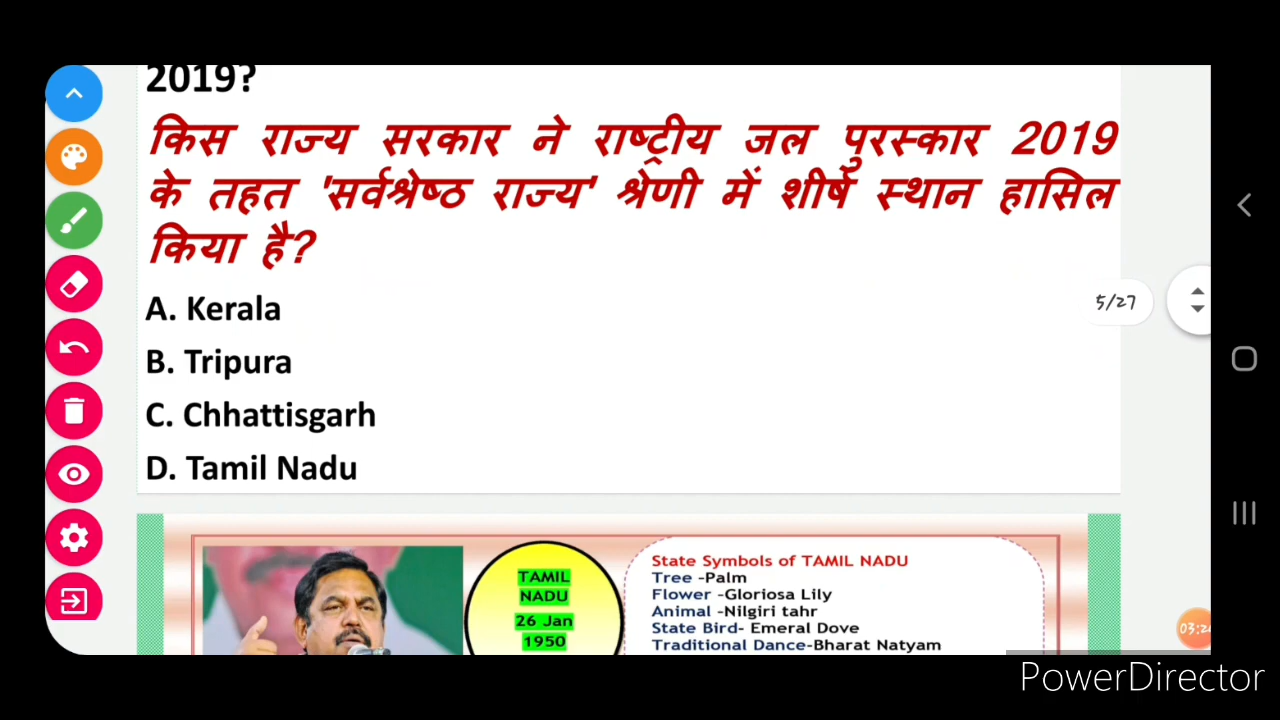 2019?
किस राज्य सरकार ने राष्ट्रीय जल पुरस्कार 2019
के तहत 'सर्वश्रेष्ठ राज्य' श्रेणी में शीर्ष स्थान हासिल
किया है?
A. Kerala
5/27
B. Tripura
C. Chhattisgarh
D. Tamil Nadu
TAMIL
NADU
26 Jan
1950
State Symbols of TAMIL NADU
Tree -Palm
Flower -Gloriosa Lily
Animal -Nilgiri tahr
State Bird- Emeral Dove
Traditional Dance-Bharat Natyam
PowerDirector